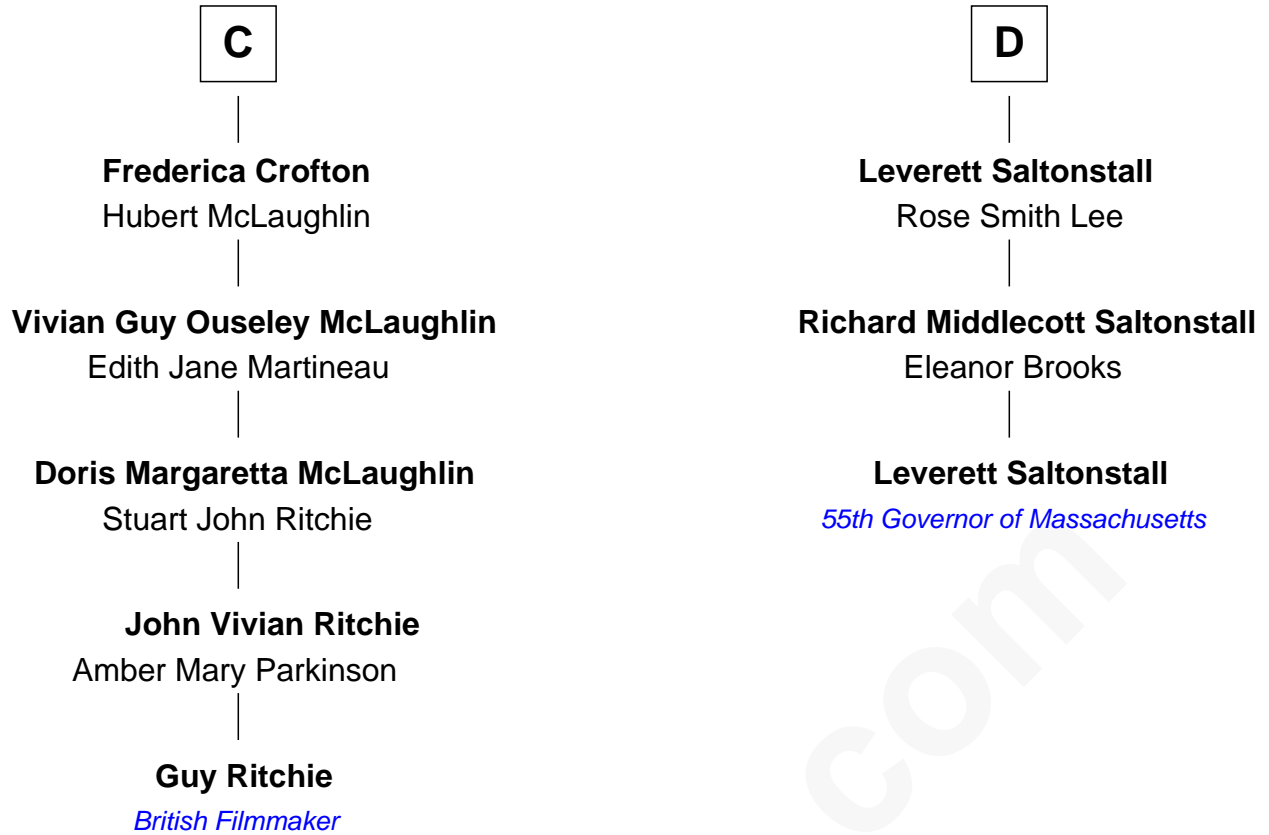 C
Frederica Crofton
Hubert McLaughlin
Vivian Guy Ouseley McLaughlin
Edith Jane Martineau
Doris Margaretta McLaughlin
Stuart John Ritchie
John Vivian Ritchie
Amber Mary Parkinson
Guy Ritchie
British Filmmaker
D
Leverett Saltonstall
Rose Smith Lee
Richard Middlecott Saltonstall
Eleanor Brooks
Leverett Saltonstall
55th Governor of Massachusetts
com